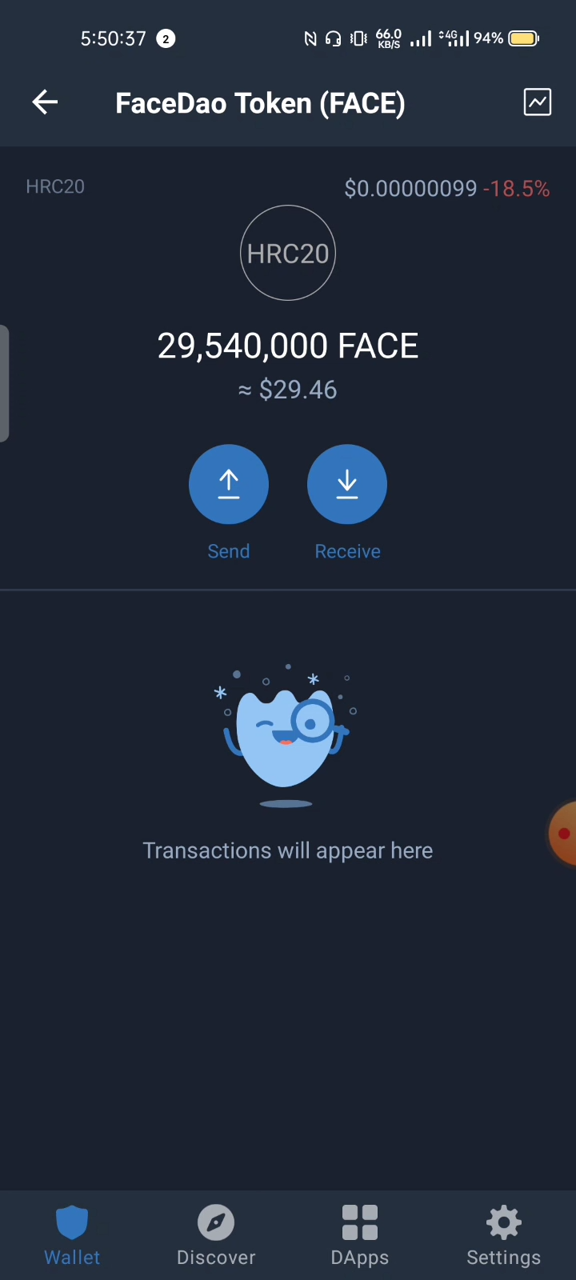 5:50:37 2 66.0 KB/S 4G 94%
FaceDao Token (FACE)
HRC20 $0.00000099 -18.5%
HRC20
29,540,000 FACE
≈ $29.46
Send Receive
Transactions will appear here
Wallet Discover DApps Settings